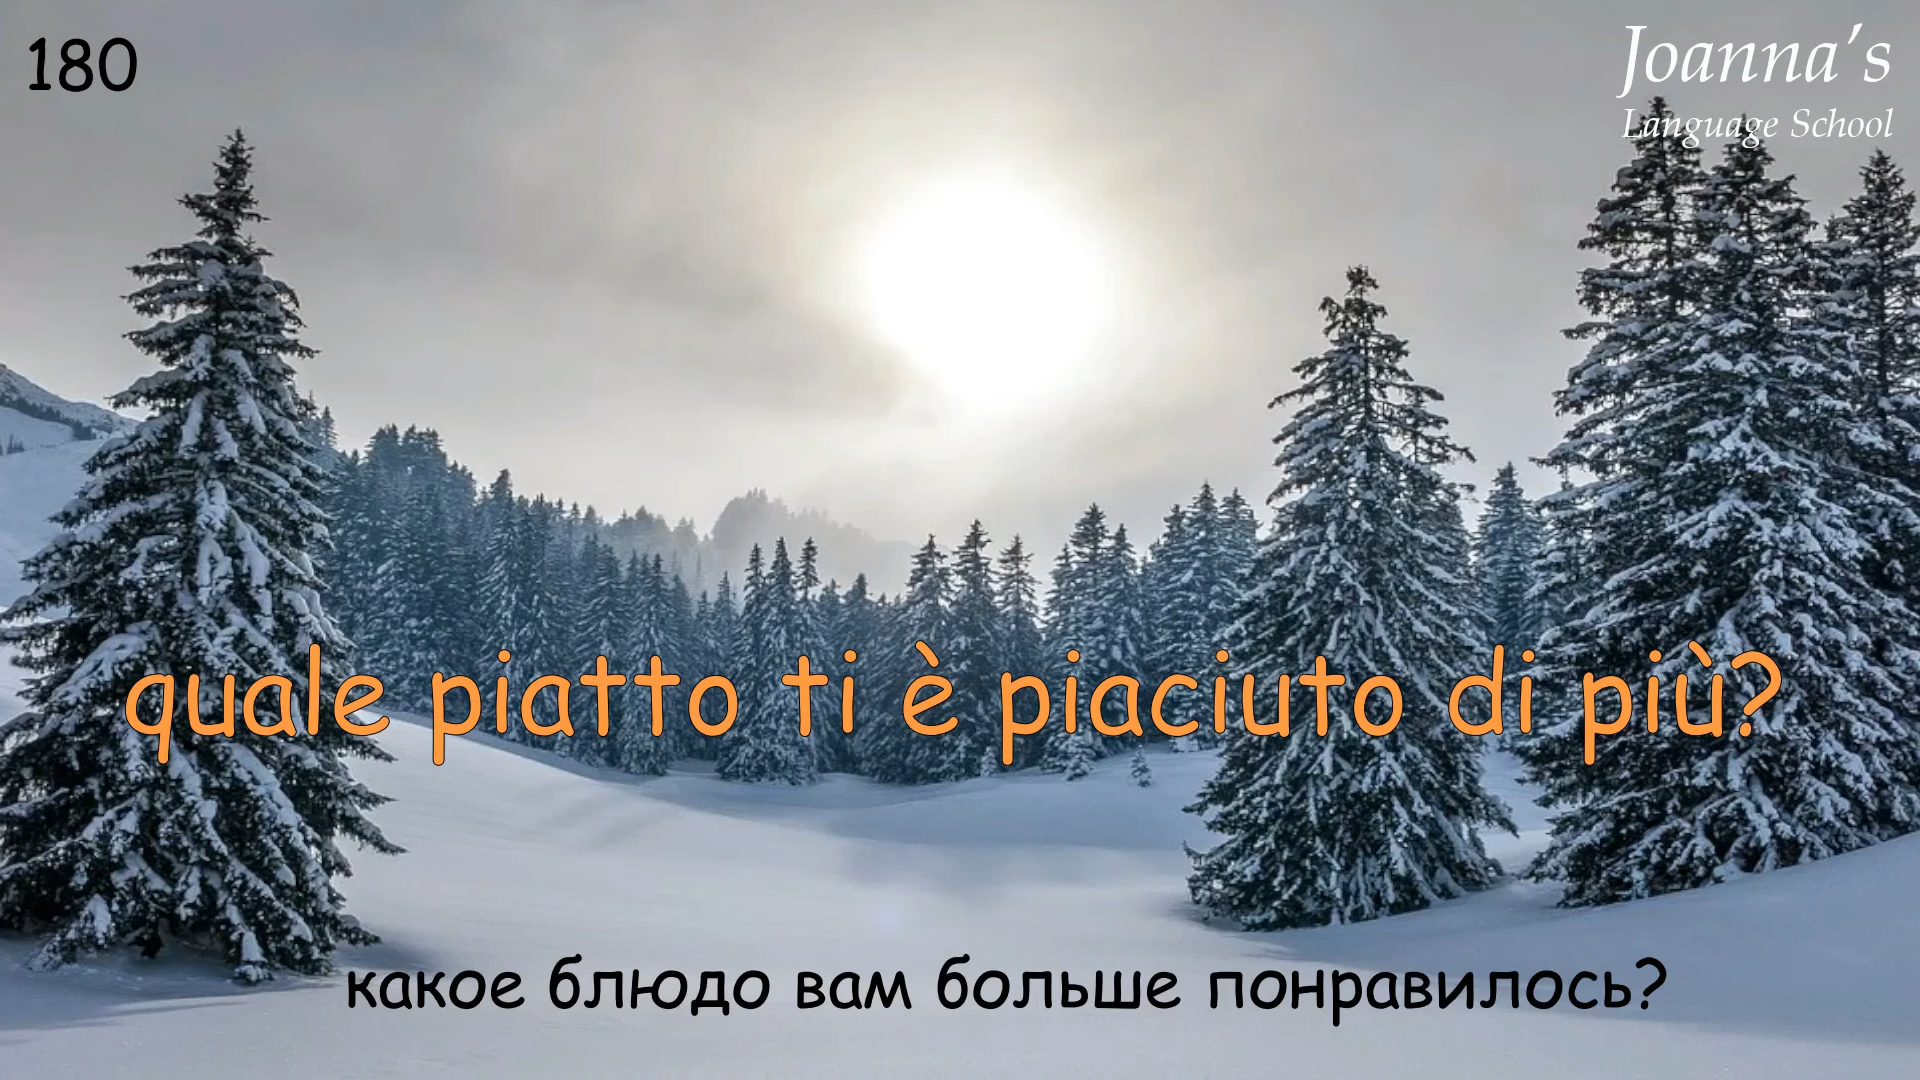 180
Joanna's
Language School
quale piatto ti è piaciuto di più?
какое блюдо вам больше понравилось?